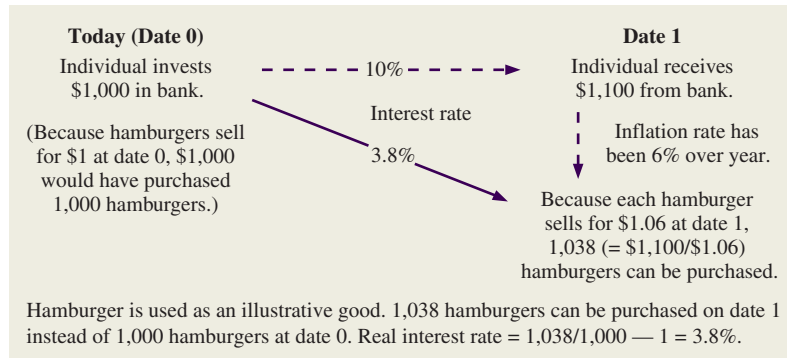 Today (Date 0)
Individual invests
$1,000 in bank.
(Because hamburgers sell
for $1 at date 0, $1,000
would have purchased
1,000 hamburgers.)
10%
Interest rate
3.8%
Date 1
Individual receives
$1,100 from bank.
Inflation rate has
been 6% over year.
Because each hamburger
sells for $1.06 at date 1,
1,038 (= $1,100/$1.06)
hamburgers can be purchased.
Hamburger is used as an illustrative good. 1,038 hamburgers can be purchased on date 1
instead of 1,000 hamburgers at date 0. Real interest rate = 1,038/1,000 — 1 = 3.8%.